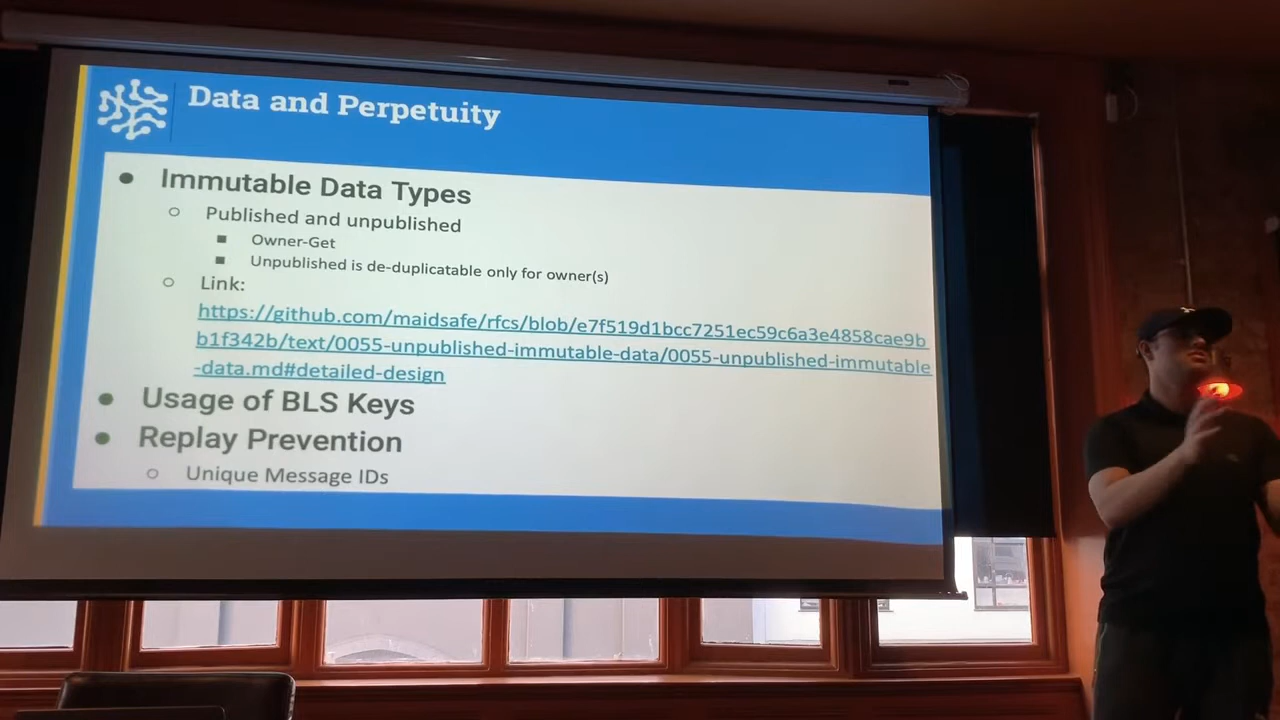 Data and Perpetuity
Immutable Data Types
Published and unpublished
Owner-Get
Unpublished is de-duplicatable only for owner(s)
Link:
https://github.com/maidsafe/rfcs/blob/e7f519d1bcc7251ec59c6a3e4858cae9b
b1f342b/text/0055-unpublished-immutable-data/0055-unpublished-immutable
-data.md#detailed-design
Usage of BLS Keys
Replay Prevention
Unique Message IDs